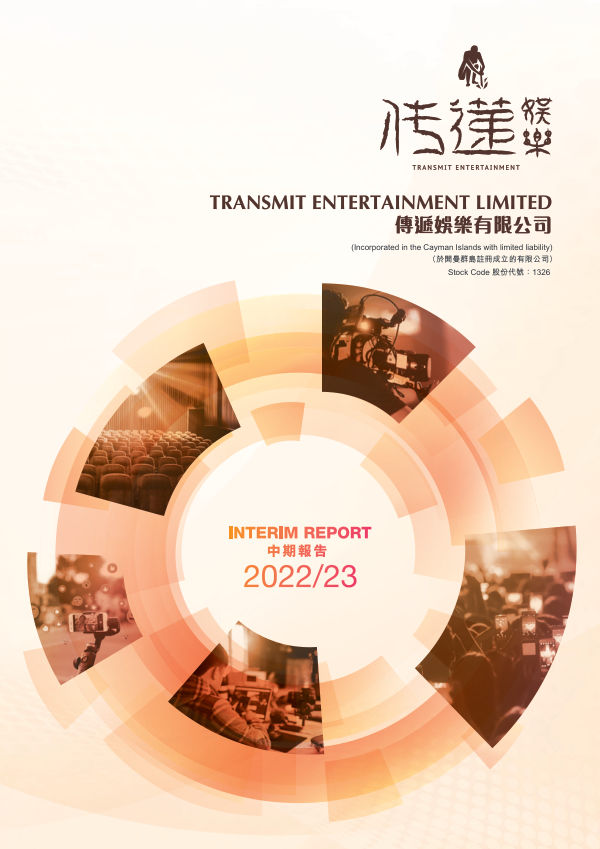 传達娛樂
TRANSMIT ENTERTAINMENT
TRANSMIT ENTERTAINMENT LIMITED
傳遞娛樂有限公司
(Incorporated in the Cayman Islands with limited liability)
(於開曼群島註冊成立的有限公司)
Stock Code 股份代號：1326
INTERIM REPORT
中期報告
2022/23